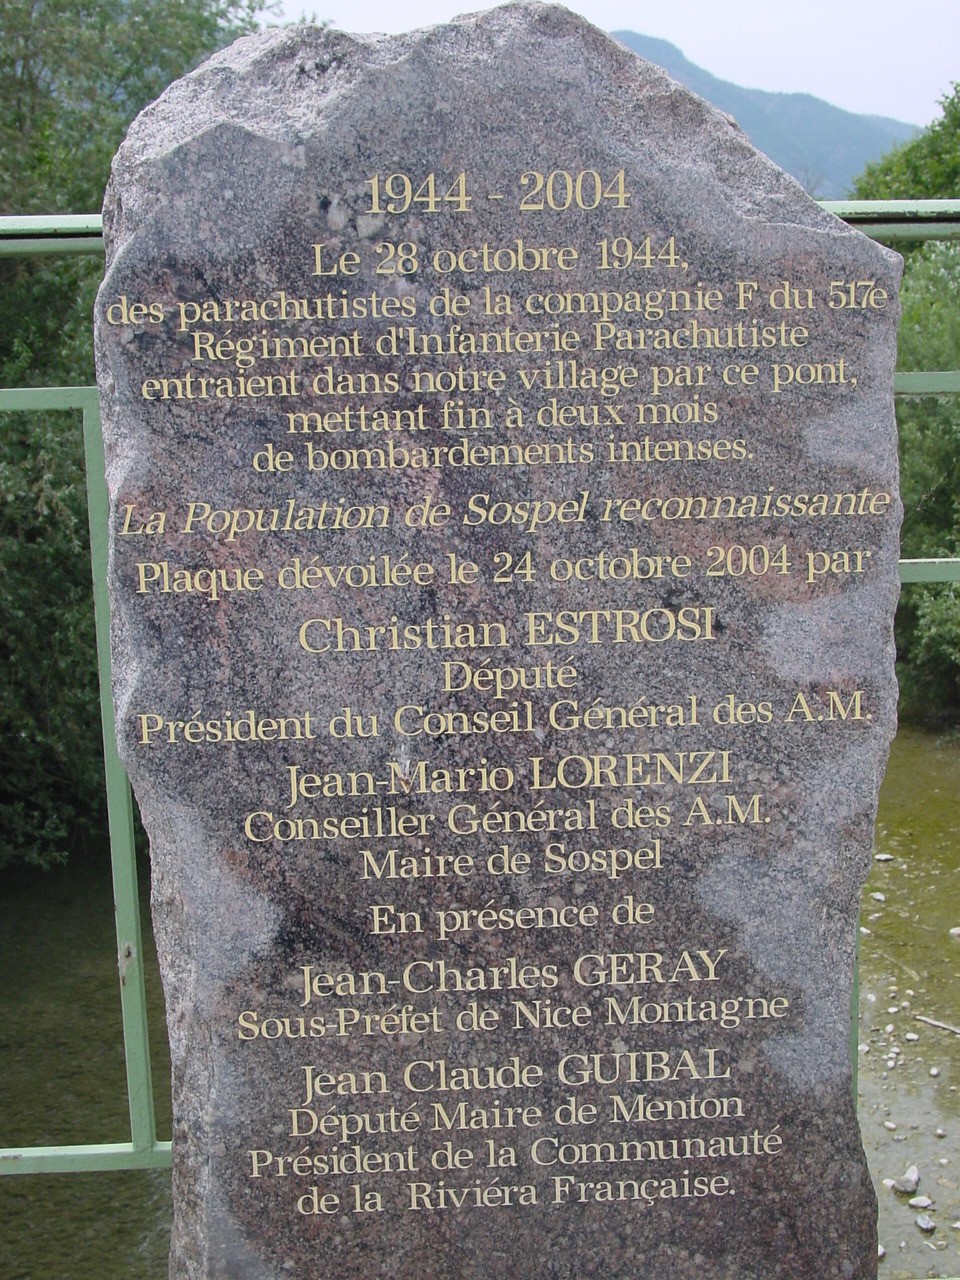 1944 - 2004
Le 28 octobre 1944,
des parachutistes de la compagnie F du 517e
Régiment d'Infanterie Parachutiste
entraient dans notre village par ce pont,
mettant fin à deux mois
de bombardements intenses.
La Population de Sospel reconnaissante
Plaque dévoilée le 24 octobre 2004 par
Christian ESTROSI
Député
Président du Conseil Général des A.M.
Jean-Mario LORENZI
Conseiller Général des A.M.
Maire de Sospel
En présence de
Jean-Charles GERAY
Sous-Préfet de Nice Montagne
Jean Claude GUIBAL
Député Maire de Menton
Président de la Communauté
de la Riviéra Française.